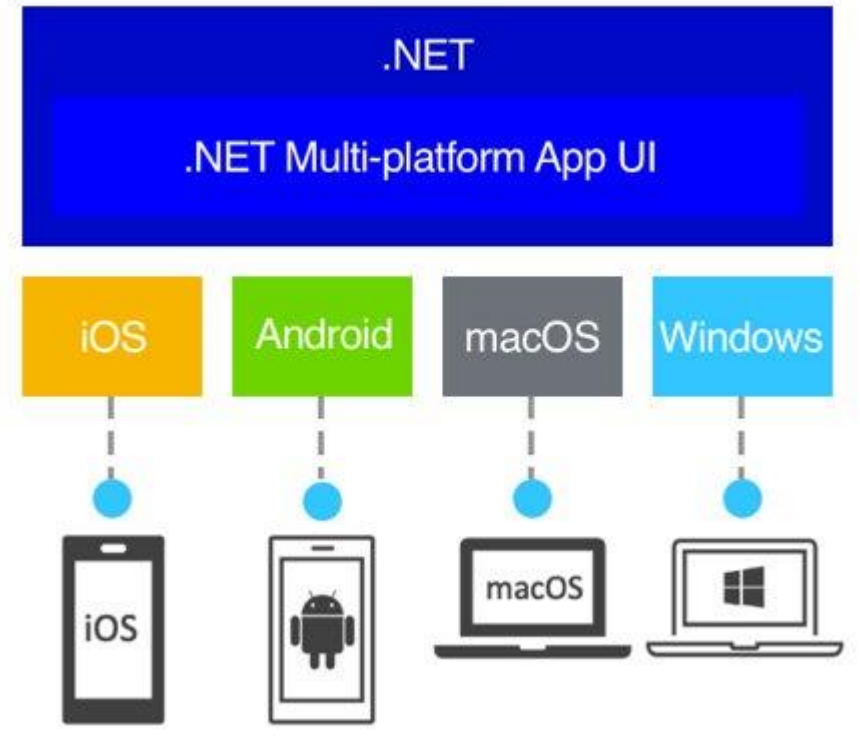 .NET
.NET Multi-platform App UI
iOS Android macOS Windows
iOS macOS